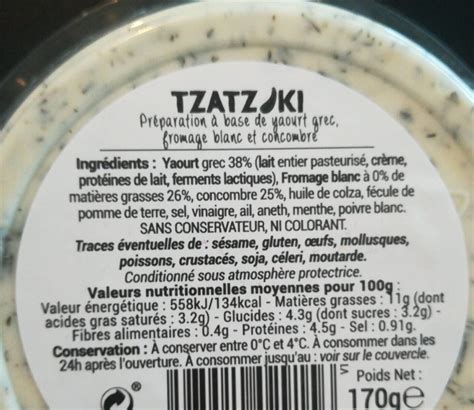 TZATZIKI
Préparation à base de yaourt grec,
fromage blanc et concombre
Ingrédients : Yaourt grec 38% (lait entier pasteurisé, crème,
protéines de lait, ferments lactiques), Fromage blanc à 0% de
matières grasses 26%, concombre 25%, huile de colza, fécule de
pomme de terre, sel, vinaigre, ail, aneth, menthe, poivre blanc.
SANS CONSERVATEUR, NI COLORANT.
Traces éventuelles de : sésame, gluten, œufs, mollusques,
poissons, crustacés, soja, céleri, moutarde.
Conditionné sous atmosphère protectrice.
Valeurs nutritionnelles moyennes pour 100g :
Valeur énergétique : 558kJ/134kcal - Matières grasses : 11g (dont
acides gras saturés : 3.2g) - Glucides : 4.3g (dont sucres : 3.2g) -
Fibres alimentaires : 0.4g - Protéines : 4.5g - Sel : 0.91g.
Conservation : À conserver entre 0°C et 4°C. À consommer dans les
24h après l'ouverture. À consommer jusqu'au : voir sur le couvercle.
Poids Net :
170g e